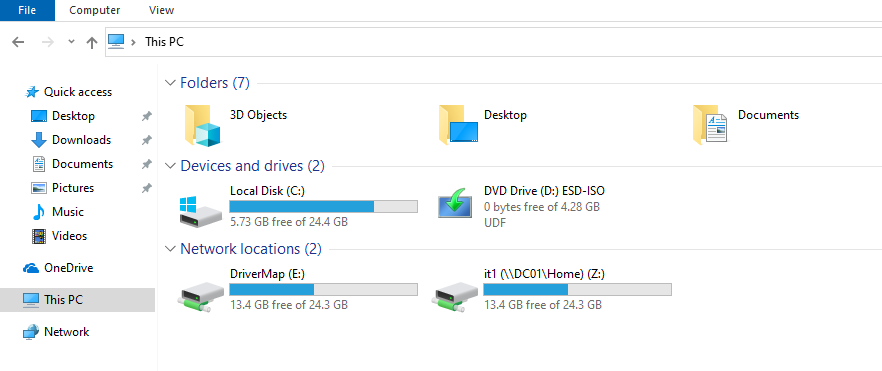 File Computer View
This PC
Quick access
Desktop
Downloads
Documents
Pictures
Music
Videos
OneDrive
This PC
Network
Folders (7)
3D Objects
Desktop
Documents
Devices and drives (2)
Local Disk (C:)
5.73 GB free of 24.4 GB
DVD Drive (D:) ESD-ISO
0 bytes free of 4.28 GB
UDF
Network locations (2)
DriverMap (E:)
13.4 GB free of 24.3 GB
it1 (\\DC01\Home) (Z:)
13.4 GB free of 24.3 GB